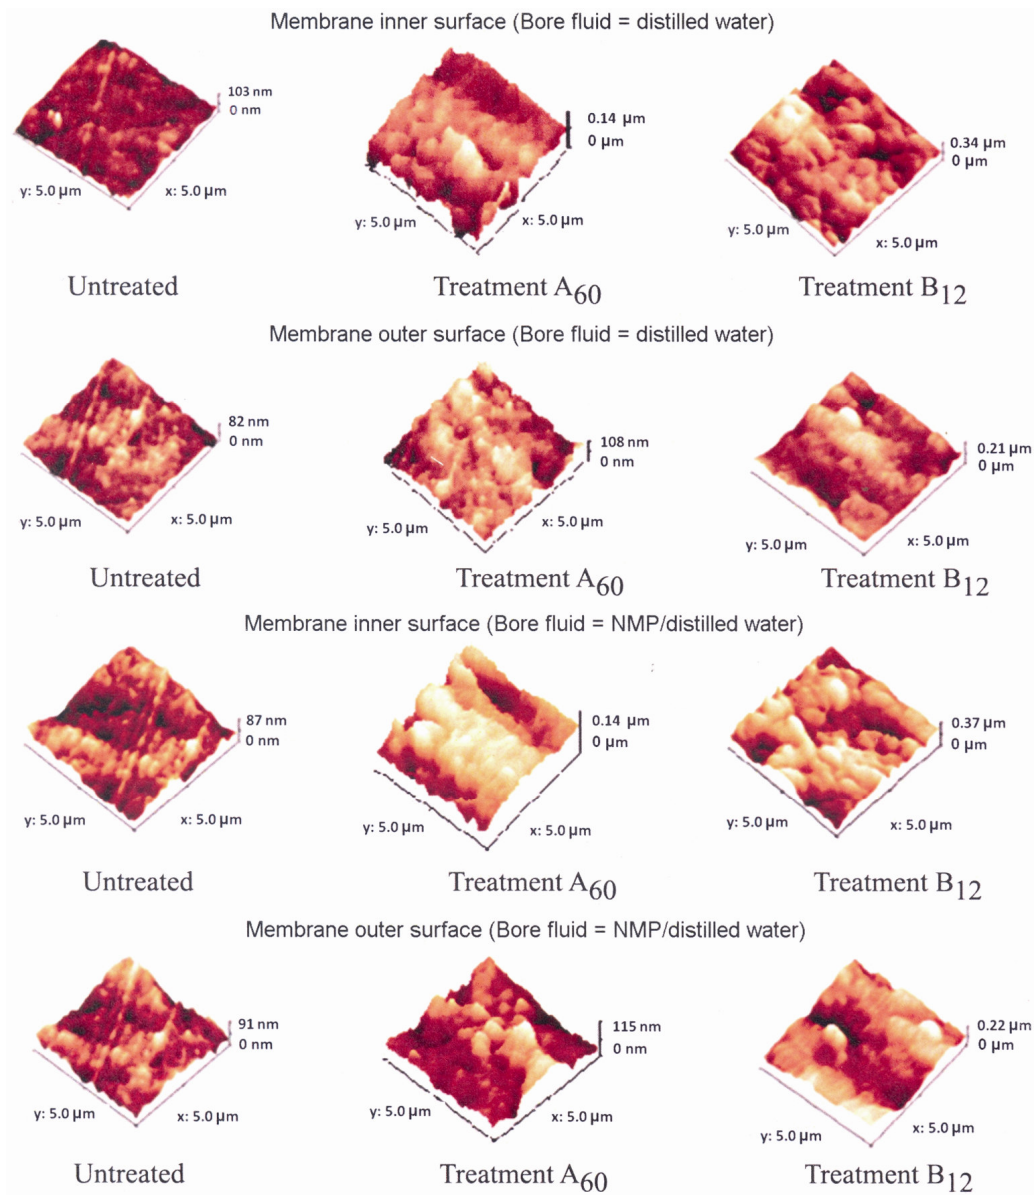 Membrane inner surface (Bore fluid = distilled water)
103 nm
0 nm
y: 5.0 µm
x: 5.0 µm
0.14 µm
0 µm
y: 5.0 µm
x: 5.0 µm
0.34 µm
0 µm
y: 5.0 µm
x: 5.0 µm
Untreated
Treatment A60
Treatment B12
Membrane outer surface (Bore fluid = distilled water)
82 nm
0 nm
y: 5.0 µm
x: 5.0 µm
108 nm
0 nm
y: 5.0 µm
x: 5.0 µm
0.21 µm
0 µm
y: 5.0 µm
x: 5.0 µm
Untreated
Treatment A60
Treatment B12
Membrane inner surface (Bore fluid = NMP/distilled water)
87 nm
0 nm
y: 5.0 µm
x: 5.0 µm
0.14 µm
0 µm
y: 5.0 µm
x: 5.0 µm
0.37 µm
0 µm
y: 5.0 µm
x: 5.0 µm
Untreated
Treatment A60
Treatment B12
Membrane outer surface (Bore fluid = NMP/distilled water)
91 nm
0 nm
y: 5.0 µm
x: 5.0 µm
115 nm
0 nm
y: 5.0 µm
x: 5.0 µm
0.22 µm
0 µm
y: 5.0 µm
x: 5.0 µm
Untreated
Treatment A60
Treatment B12